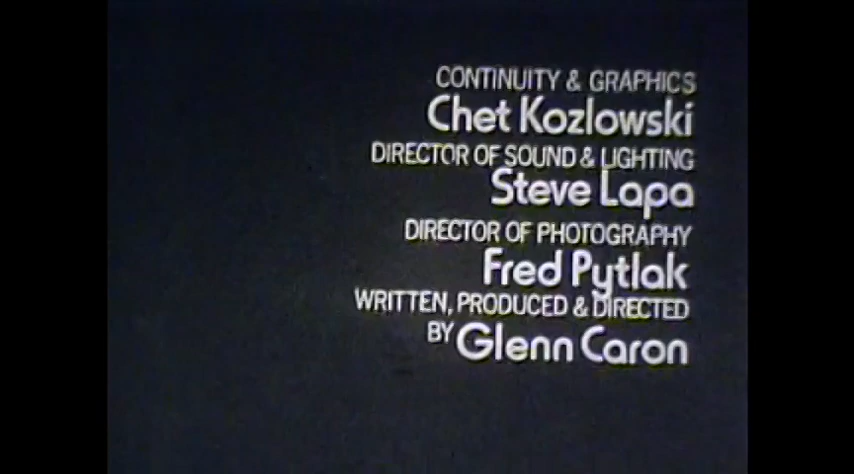 CONTINUITY & GRAPHICS
Chet Kozlowski
DIRECTOR OF SOUND & LIGHTING
Steve Lapa
DIRECTOR OF PHOTOGRAPHY
Fred Pytlak
WRITTEN, PRODUCED & DIRECTED
BY Glenn Caron